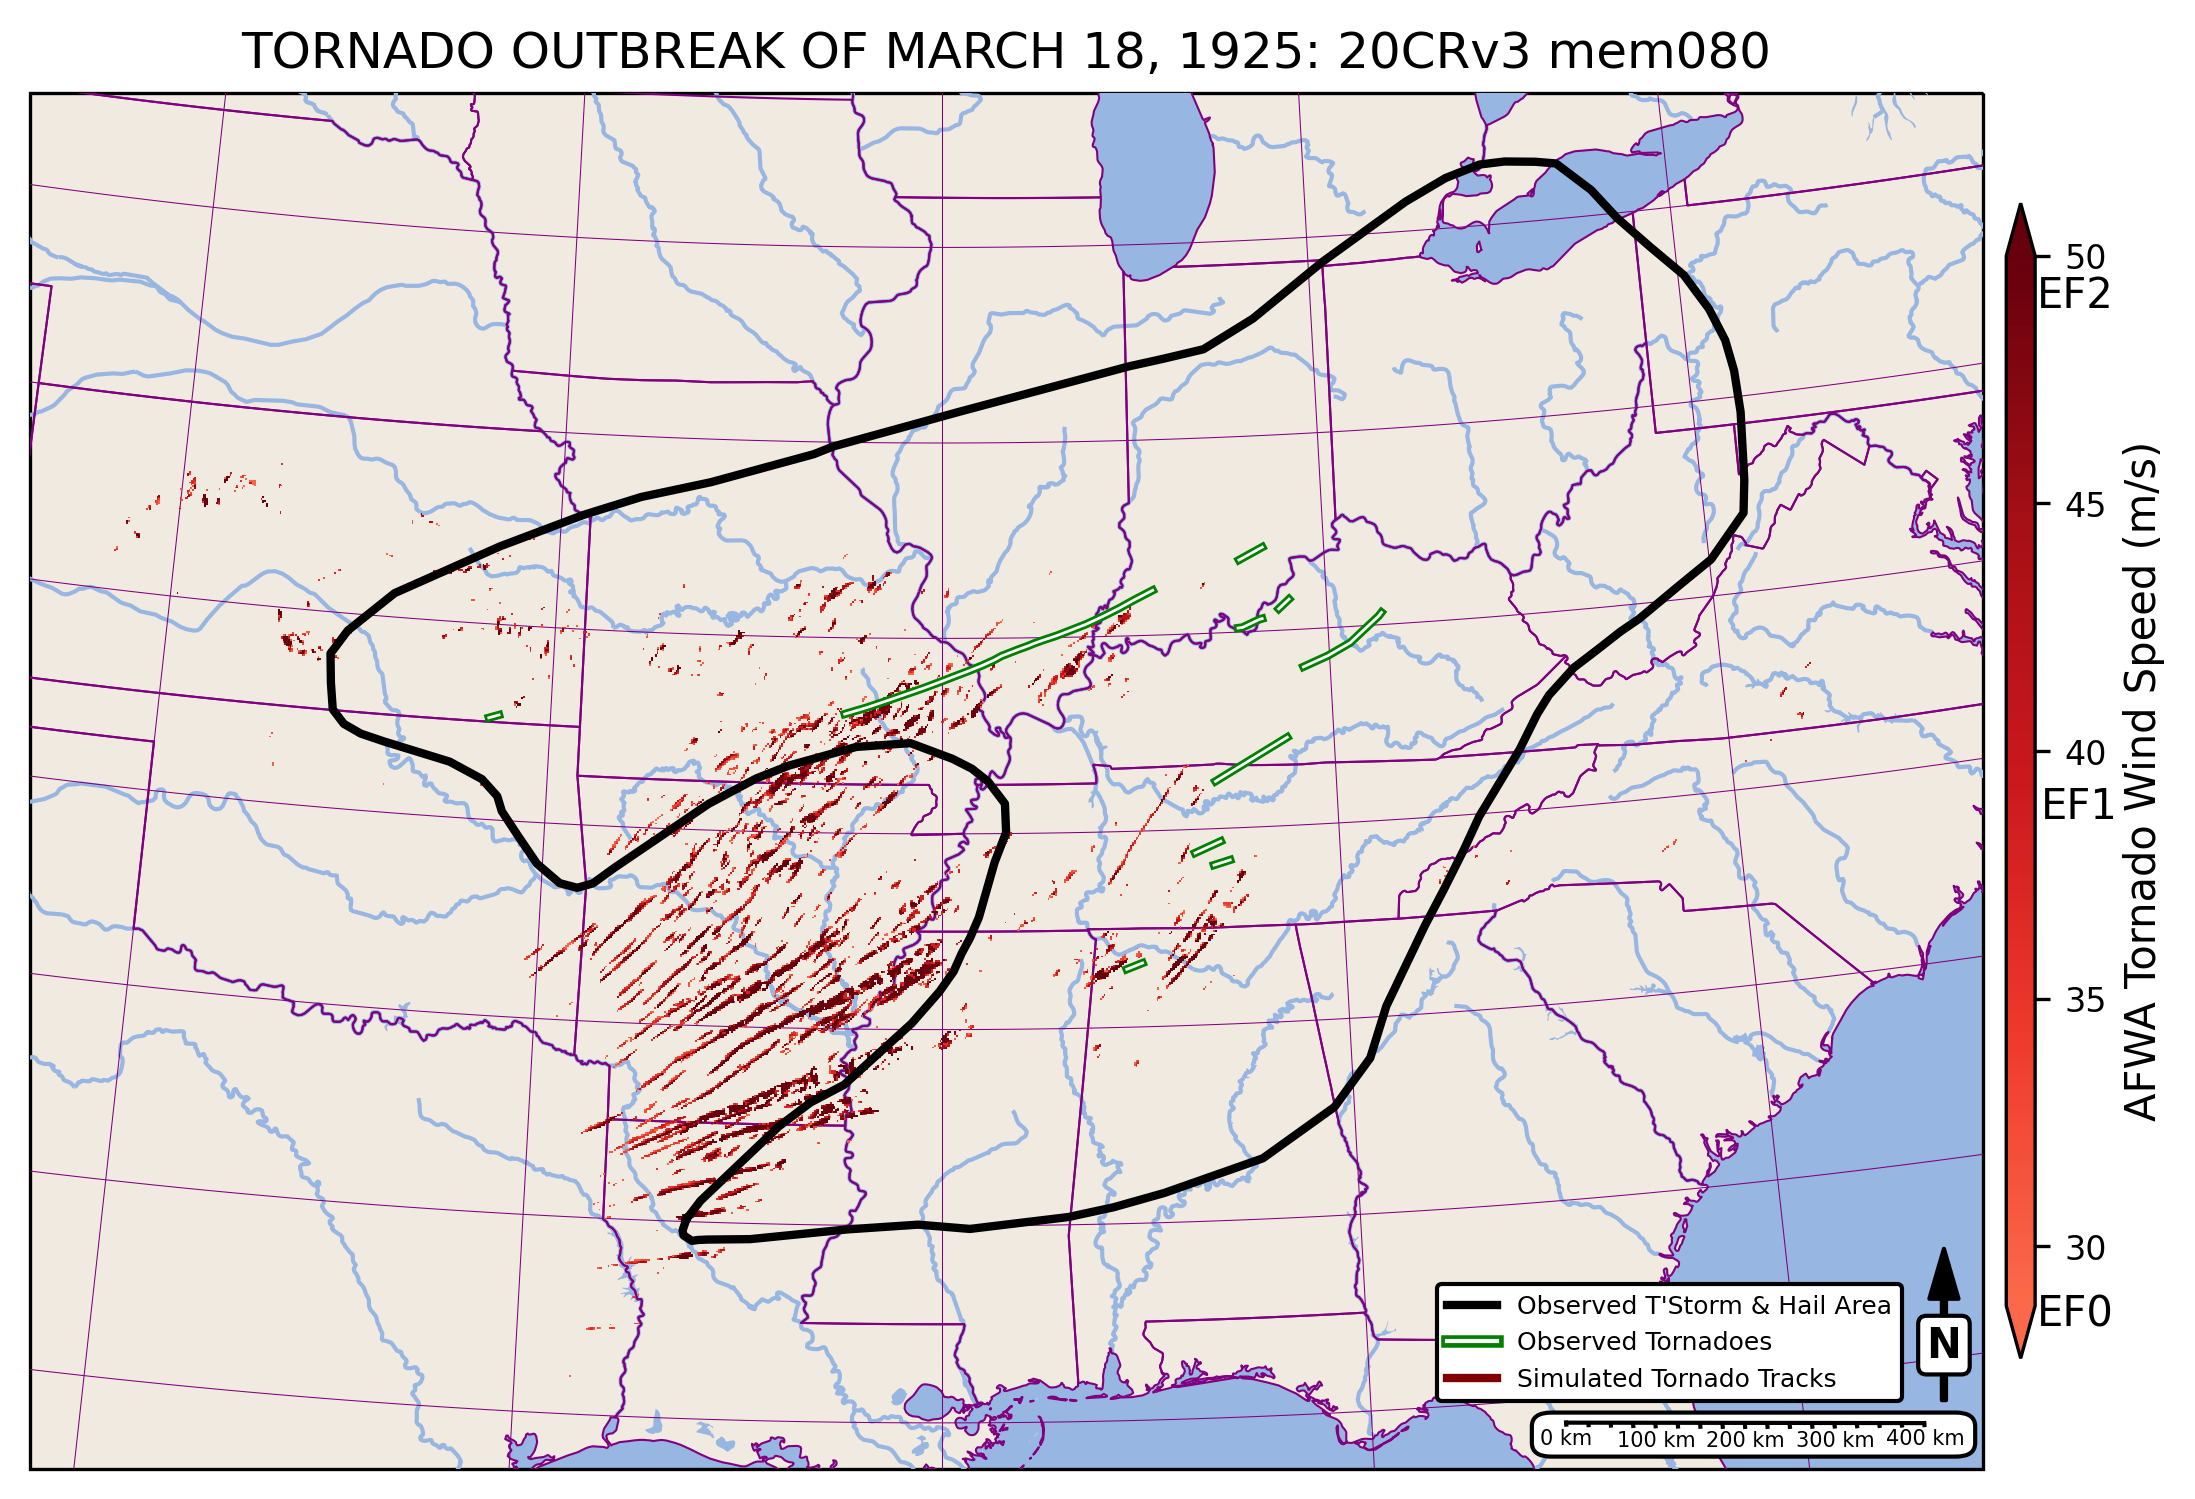 TORNADO OUTBREAK OF MARCH 18, 1925: 20CRv3 mem080
50
EF2
45
40
EF1
35
30
EF0
AFWA Tornado Wind Speed (m/s)
Observed T'Storm & Hail Area
Observed Tornadoes
Simulated Tornado Tracks
N
0 km 100 km 200 km 300 km 400 km